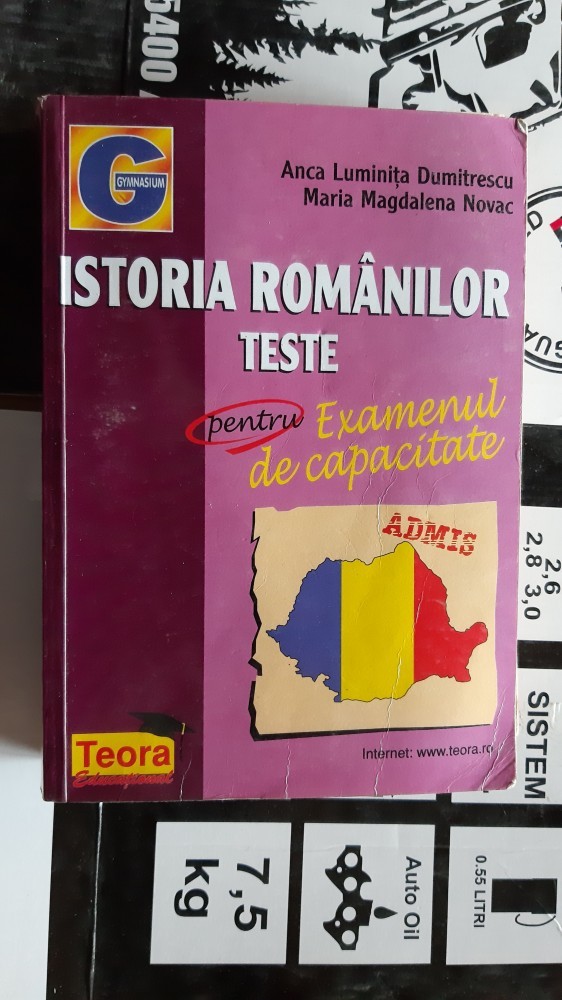 5400
G
GYMNASIUM
Anca Luminița Dumitrescu
Maria Magdalena Novac
ISTORIA ROMÂNILOR
TESTE
pentru Examenul
de capacitate
ADMIS
Teora
Educațional
Internet: www.teora.ro
2,6
2,8 3,0
SISTEM
7,5
kg
Auto Oil
0.55 LITRI